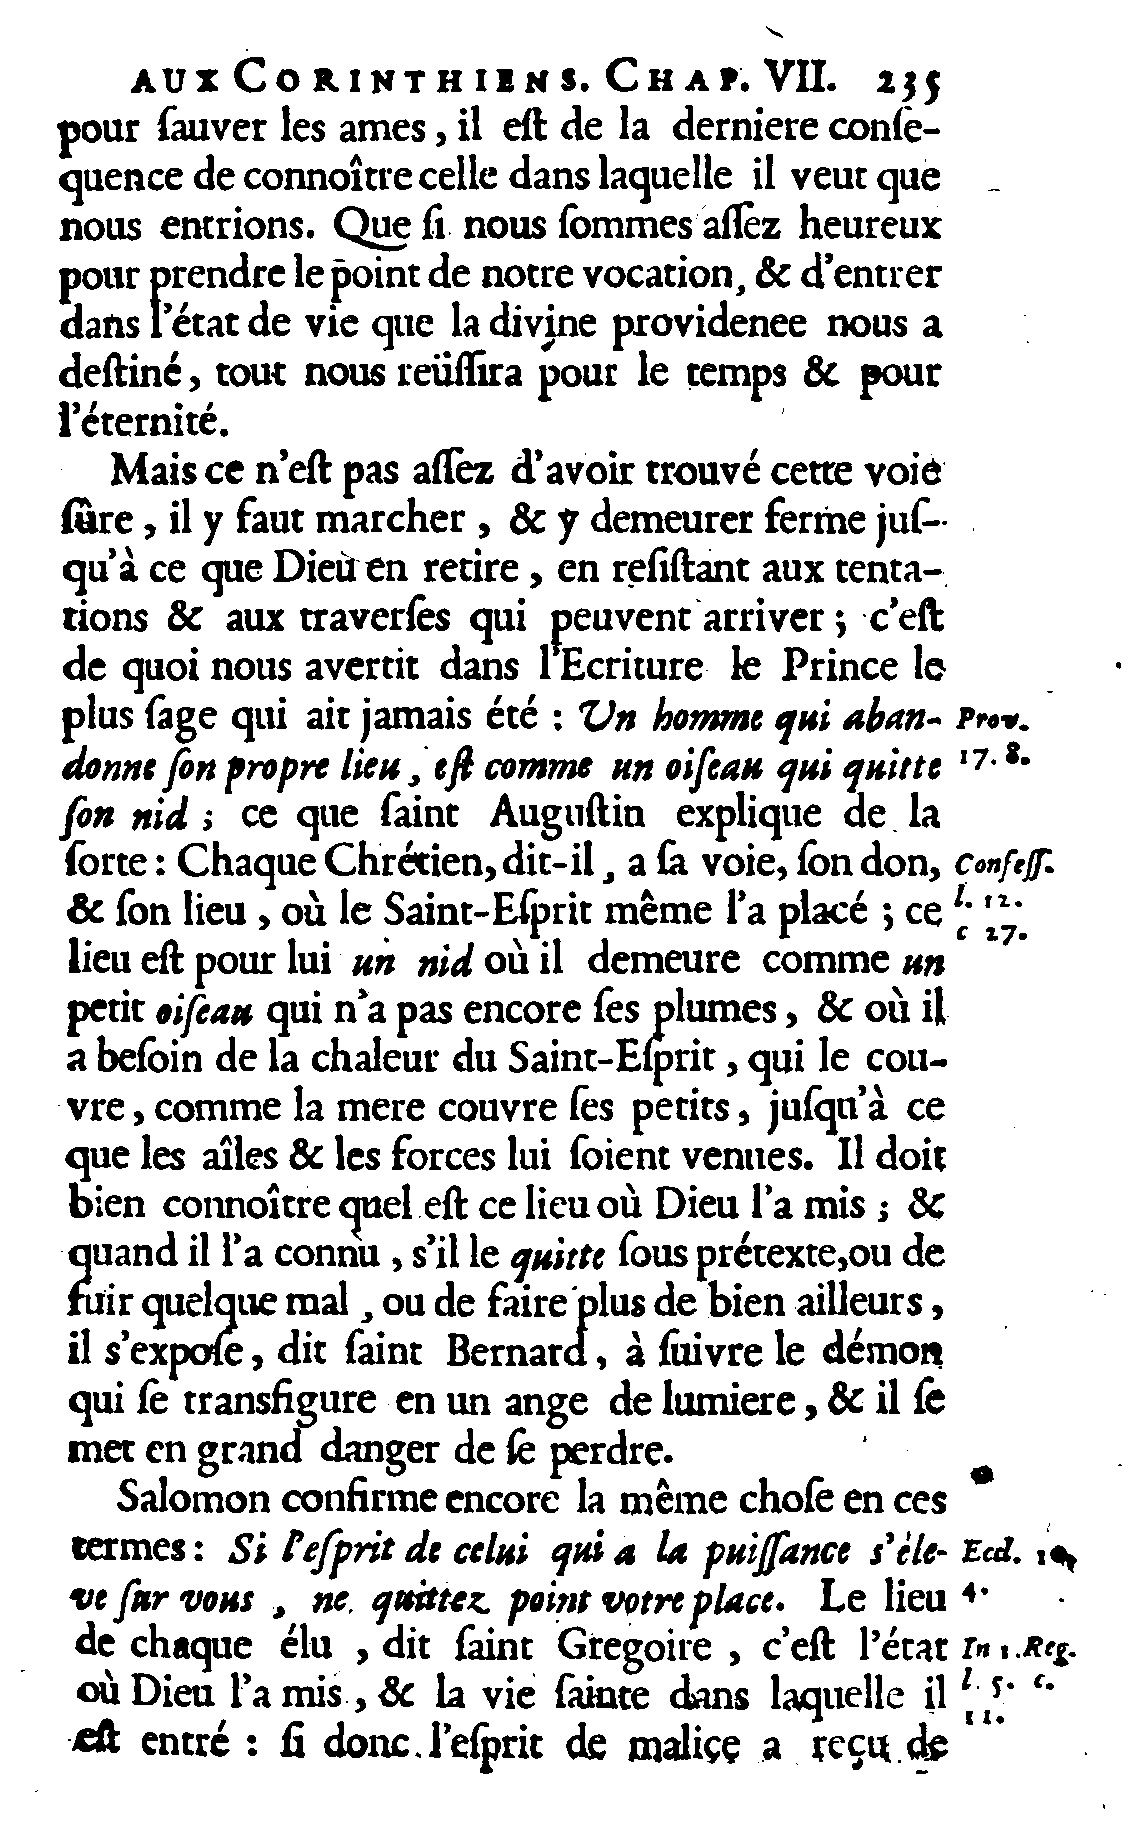 AUX CORINTHIENS. CHAP. VII. 235
pour ſauver les ames, il eſt de la derniere conſe-
quence de connoître celle dans laquelle il veut que
nous entrions. Que ſi nous ſommes aſſez heureux
pour prendre le point de notre vocation, & d'entrer
dans l'état de vie que la divine providenee nous a
deſtiné, tout nous reüſſira pour le temps & pour
l'éternité.
Mais ce n'eſt pas aſſez d'avoir trouvé cette voie
ſûre, il y faut marcher, & y demeurer ferme juſ-
qu'à ce que Dieu en retire, en reſiſtant aux tenta-
tions & aux traverſes qui peuvent arriver; c'eſt
de quoi nous avertit dans l'Ecriture le Prince le
plus ſage qui ait jamais été : Un homme qui aban- Prov.
donne ſon propre lieu, eſt comme un oiſeau qui quitte 17. 8.
ſon nid; ce que ſaint Auguſtin explique de la
ſorte: Chaque Chrétien, dit-il, a ſa voie, ſon don, Confeſſ.
& ſon lieu, où le Saint-Eſprit même l'a placé; ce l. 12.
c 27.
lieu eſt pour lui un nid où il demeure comme un
petit oiſeau qui n'a pas encore ſes plumes, & où il
a beſoin de la chaleur du Saint-Eſprit, qui le cou-
vre, comme la mere couvre ſes petits, juſqu'à ce
que les aîles & les forces lui ſoient venues. Il doit
bien connoître quel eſt ce lieu où Dieu l'a mis; &
quand il l'a connu, s'il le quitte ſous prétexte, ou de
fuir quelque mal, ou de faire plus de bien ailleurs,
il s'expoſe, dit ſaint Bernard, à ſuivre le démon
qui ſe transfigure en un ange de lumiere, & il ſe
met en grand danger de ſe perdre.
Salomon confirme encore la même choſe en ces
termes: Si l'eſprit de celui qui a la puiſſance s'éle- Eccl. 10,
ve ſur vous, ne quittez point votre place. Le lieu 4.
de chaque élu, dit ſaint Gregoire, c'eſt l'état In 1. Reg.
où Dieu l'a mis, & la vie ſainte dans laquelle il l. 5. c.
11.
eſt entré : ſi donc l'eſprit de maliçe a reçu de